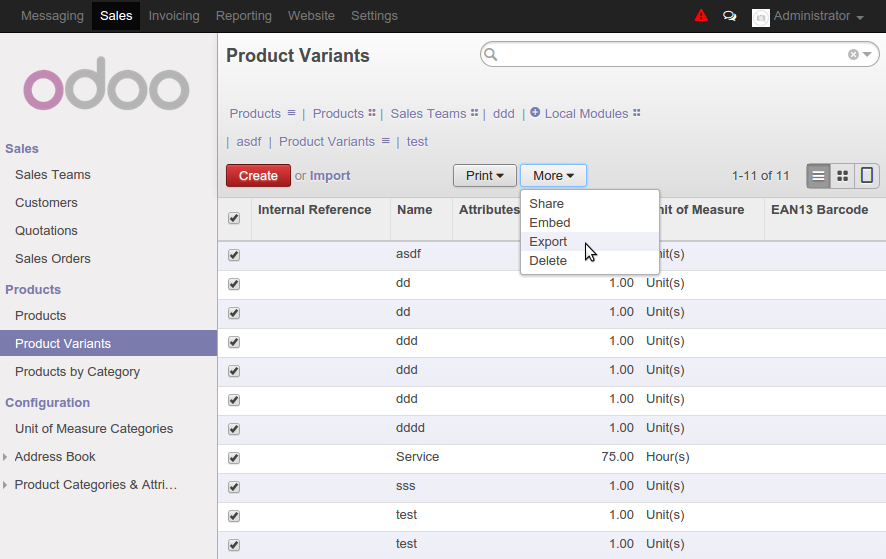 Messaging Sales Invoicing Reporting Website Settings Administrator
odoo
Sales
Sales Teams
Customers
Quotations
Sales Orders
Products
Products
Product Variants
Products by Category
Configuration
Unit of Measure Categories
Address Book
Product Categories & Attri...
Product Variants
Products | Products | Sales Teams | ddd | Local Modules
| asdf | Product Variants | test
Create or Import Print More 1-11 of 11
Share
Embed
Export
Delete
Internal Reference Name Attributes nit of Measure EAN13 Barcode
asdf nit(s)
dd 1.00 Unit(s)
dd 1.00 Unit(s)
ddd 1.00 Unit(s)
ddd 1.00 Unit(s)
ddd 1.00 Unit(s)
dddd 1.00 Unit(s)
Service 75.00 Hour(s)
sss 1.00 Unit(s)
test 1.00 Unit(s)
test 1.00 Unit(s)